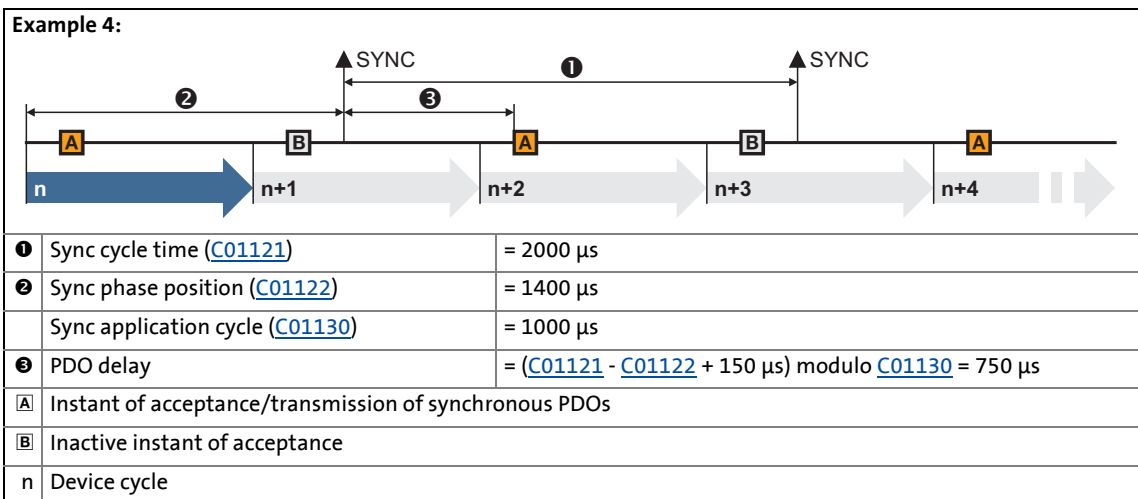 Example 4:
SYNC ❶ SYNC
❷ ❸
A B A B A
n n+1 n+2 n+3 n+4
❶ Sync cycle time (C01121) = 2000 μs
❷ Sync phase position (C01122) = 1400 μs
Sync application cycle (C01130) = 1000 μs
❸ PDO delay = (C01121 - C01122 + 150 μs) modulo C01130 = 750 μs
A Instant of acceptance/transmission of synchronous PDOs
B Inactive instant of acceptance
n Device cycle